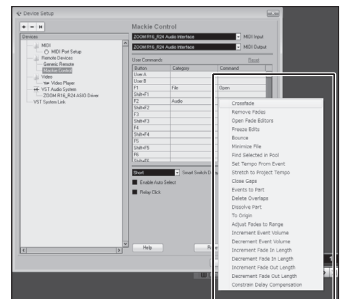 Device Setup
Devices
MIDI
MIDI Port Setup
Remote Devices
Generic Remote
Mackie Control
Video
Video Player
VST Audio System
ZOOM R16_R24 ASIO Driver
VST System Link
Mackie Control
ZOOM R16_R24 Audio Interface
MIDI Input
ZOOM R16_R24 Audio Interface
MIDI Output
User Commands
Reset
Button Category Command
User A
User B
F1 File Open
Shift+F1
F2 Audio
Shift+F2
F3
Shift+F3
F4
Shift+F4
F5
Shift+F5
F6
Shift+F6
Short
Smart Switch D
Enable Auto Select
Relay Click
Help
Crossfade
Remove Fades
Open Fade Editors
Freeze Edits
Bounce
Minimize File
Find Selected in Pool
Set Tempo From Event
Stretch to Project Tempo
Close Gaps
Events to Part
Delete Overlaps
Dissolve Part
To Origin
Adjust Fades to Range
Increment Event Volume
Decrement Event Volume
Increment Fade In Length
Decrement Fade In Length
Increment Fade Out Length
Decrement Fade Out Length
Constrain Delay Compensation